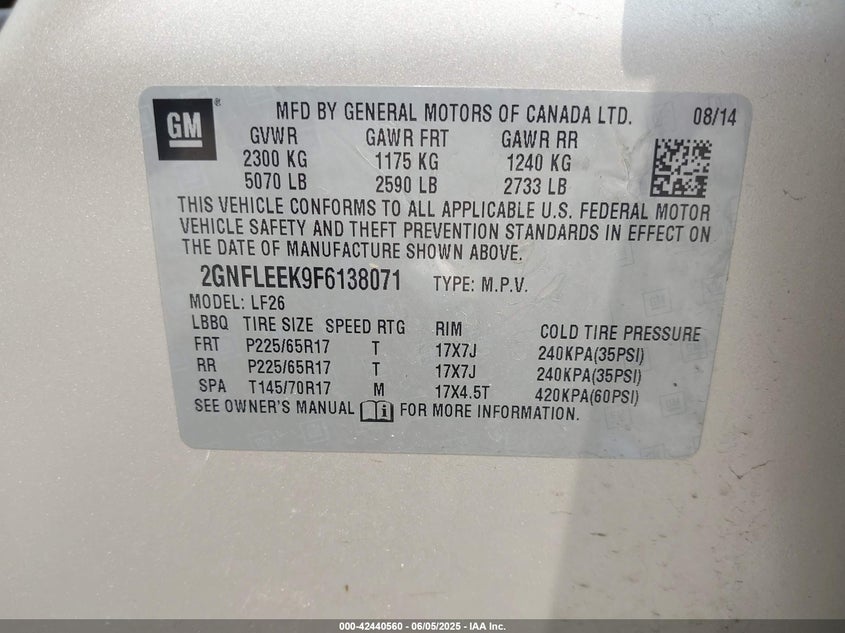 GM ®
MFD BY GENERAL MOTORS OF CANADA LTD. 08/14
GVWR GAWR FRT GAWR RR
2300 KG 1175 KG 1240 KG
5070 LB 2590 LB 2733 LB
THIS VEHICLE CONFORMS TO ALL APPLICABLE U.S. FEDERAL MOTOR
VEHICLE SAFETY AND THEFT PREVENTION STANDARDS IN EFFECT ON
THE DATE OF MANUFACTURE SHOWN ABOVE.
2GNFLEEK9F6138071 TYPE: M.P.V.
MODEL: LF26
LBBQ TIRE SIZE SPEED RTG RIM COLD TIRE PRESSURE
FRT P225/65R17 T 17X7J 240KPA(35PSI)
RR P225/65R17 T 17X7J 240KPA(35PSI)
SPA T145/70R17 M 17X4.5T 420KPA(60PSI)
SEE OWNER'S MANUAL i FOR MORE INFORMATION.
000-42440560 - 06/05/2025 - IAA Inc.